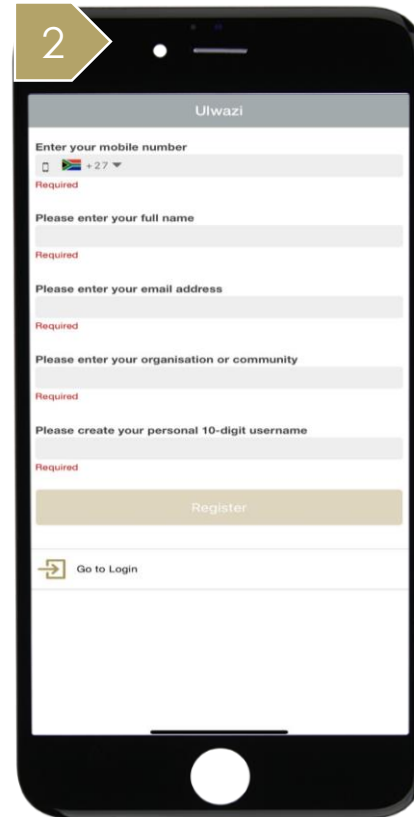 2
Ulwazi
Enter your mobile number
+27
Required
Please enter your full name
Required
Please enter your email address
Required
Please enter your organisation or community
Required
Please create your personal 10-digit username
Required
Register
Go to Login